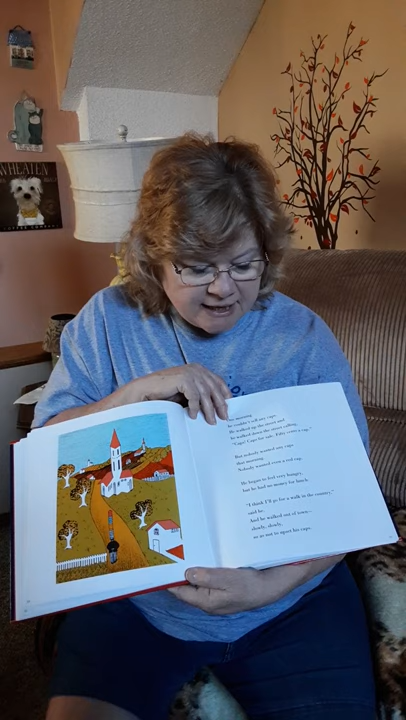 WHEATEN
morning
he couldn't sell any caps.
He walked up the street and
he walked down the street calling,
"Caps! Caps for sale. Fifty cents a cap."
But nobody wanted any caps
that morning.
Nobody wanted even a red cap.
He began to feel very hungry,
but he had no money for lunch.
"I think I'll go for a walk in the country,"
said he.
And he walked out of town—
slowly, slowly,
so as not to upset his caps.